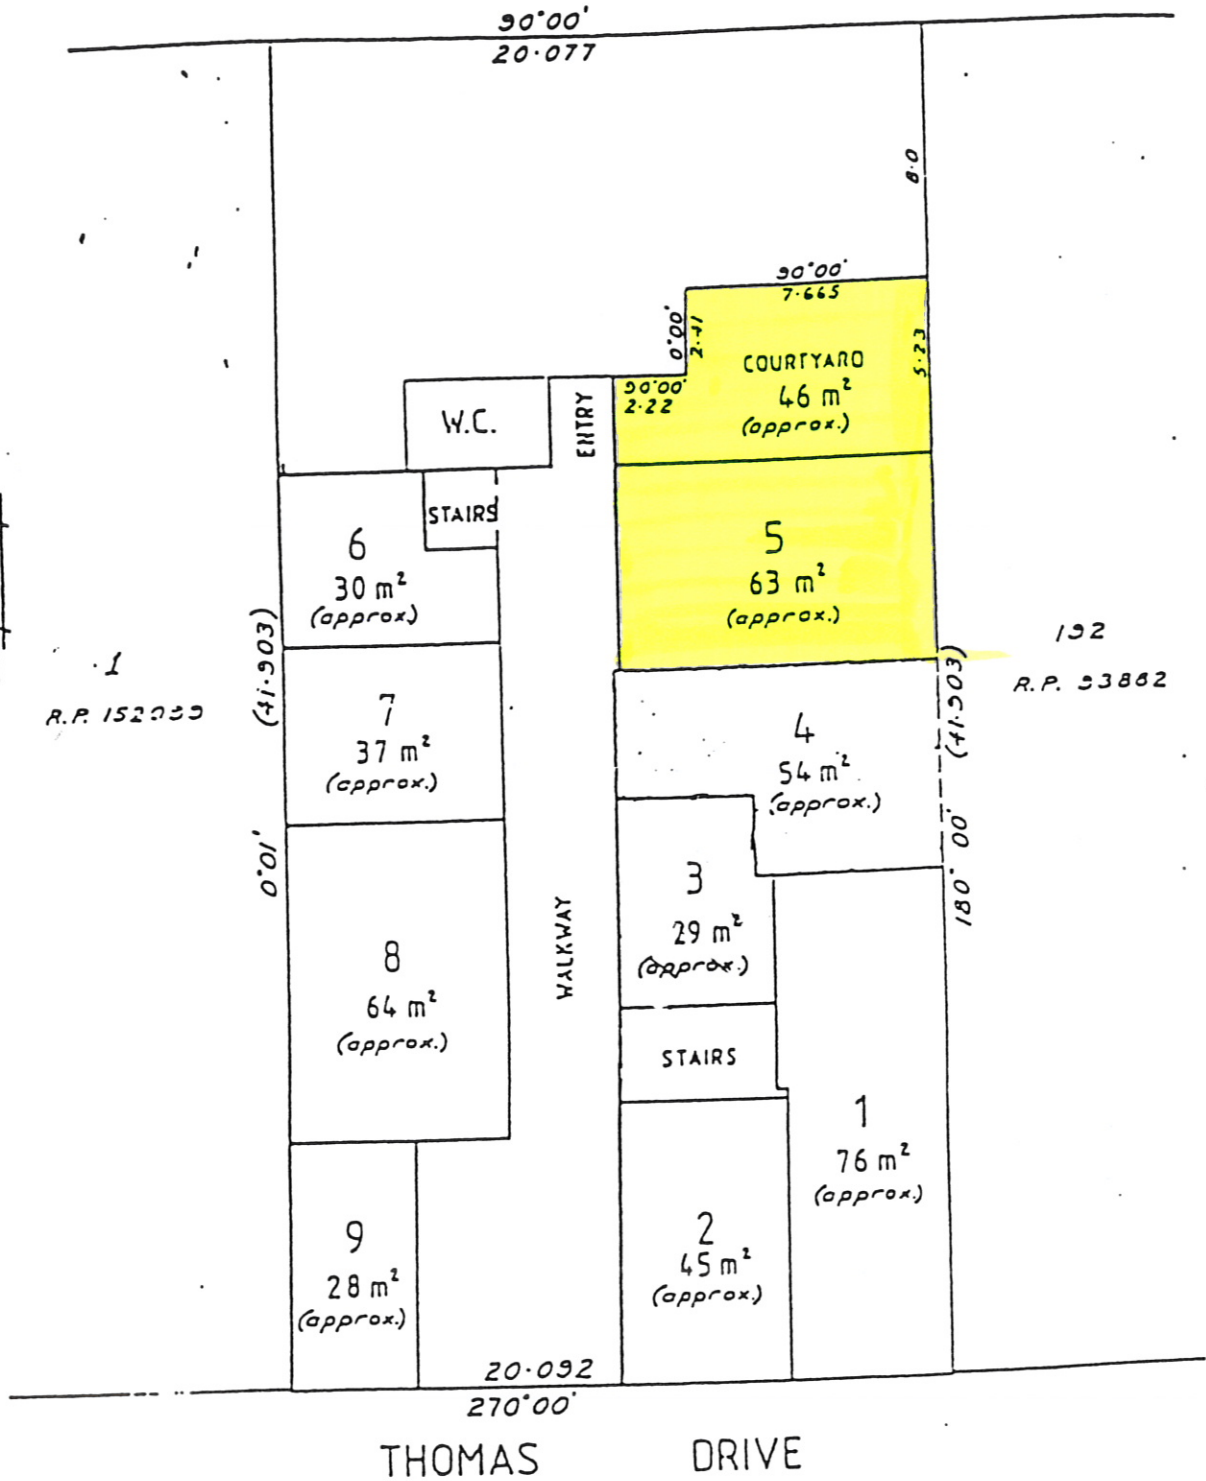 90°00'
20·077
8·0
90°00'
7·665
0°00'
2·41
5·23
COURTYARD
46 m²
(approx.)
90°00'
2·22
W.C.
ENTRY
STAIRS
6
30 m²
(approx.)
5
63 m²
(approx.)
(41·903)
192
R.P. 93882
1
R.P.
7
37 m²
(approx.)
4
54 m²
(approx.)
(41·903)
180° 00'
0°01'
3
29 m²
(approx.)
8
64 m²
(approx.)
WALKWAY
STAIRS
1
76 m²
(approx.)
2
45 m²
(approx.)
9
28 m²
(approx.)
20·092
270°00'
THOMAS DRIVE